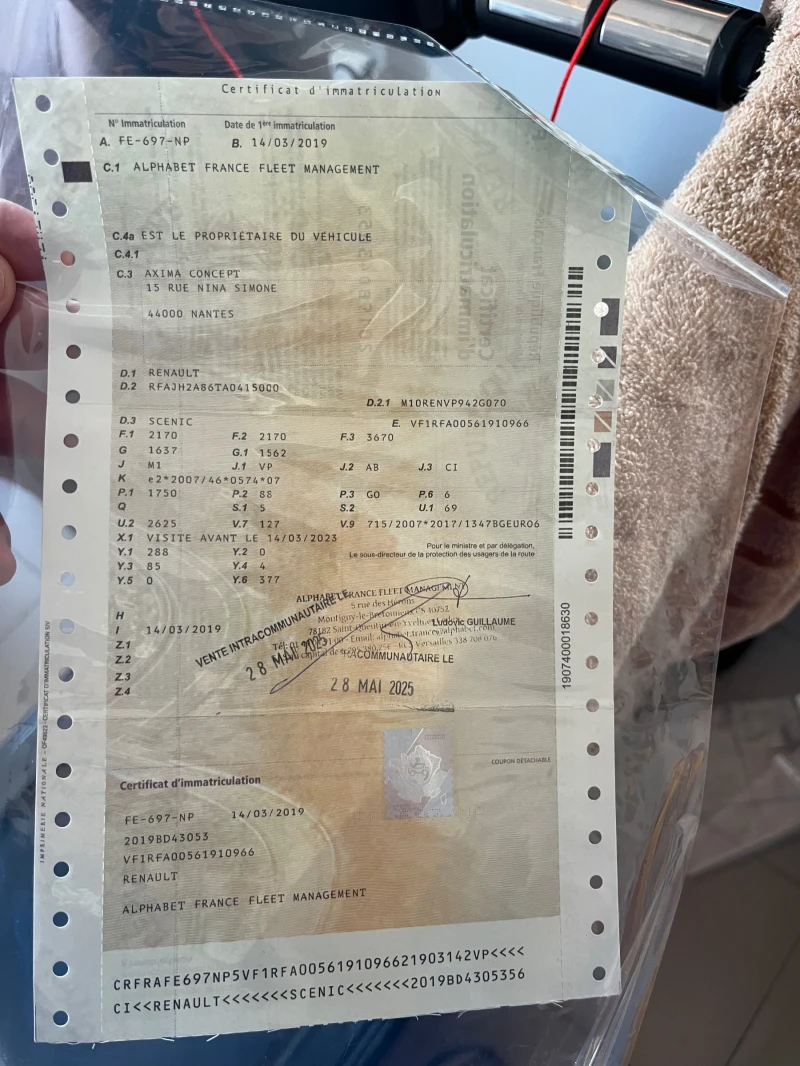 Certificat d'immatriculation
N° Immatriculation Date de 1ère immatriculation
A. FE-697-NP B. 14/03/2019
C.1 ALPHABET FRANCE FLEET MANAGEMENT
C.4a EST LE PROPRIÉTAIRE DU VÉHICULE
C.4.1
C.3 AXIMA CONCEPT
15 RUE NINA SIMONE
44000 NANTES
D.1 RENAULT
D.2 RFAJH2A86TA0415000
D.2.1 M10RENVP942G070
D.3 SCENIC E. VF1RFA00561910966
F.1 2170 F.2 2170 F.3 3670
G 1637 G.1 1562
J M1 J.1 VP J.2 AB J.3 CI
K e2*2007/46*0574*07
P.1 1750 P.2 88 P.3 GO P.6 6
Q S.1 5 S.2 U.1 69
U.2 2625 V.7 127 V.9 715/2007*2017/1347BGEURO6
X.1 VISITE AVANT LE 14/03/2023
Y.1 288 Y.2 0
Y.3 85 Y.4 4
Y.5 0 Y.6 377
Pour le ministre et par délégation,
Le sous-directeur de la protection des usagers de la route
ALPHABET FRANCE FLEET MANAGEMENT
5 rue des Hérons
Ludovic GUILLAUME
H
I 14/03/2019
Z.1
Z.2
Z.3
Z.4
VENTE INTRACOMMUNAUTAIRE LE
28 MAI 2025
COMMUNAUTAIRE LE
28 MAI 2025
1907400018630
COUPON DÉTACHABLE
Certificat d'immatriculation
FE-697-NP 14/03/2019
2019BD43053
VF1RFA00561910966
RENAULT
ALPHABET FRANCE FLEET MANAGEMENT
CRFRAFE697NP5VF1RFA0056191096621903142VP<<<<
CI<<RENAULT<<<<<<<SCENIC<<<<<<<2019BD4305356